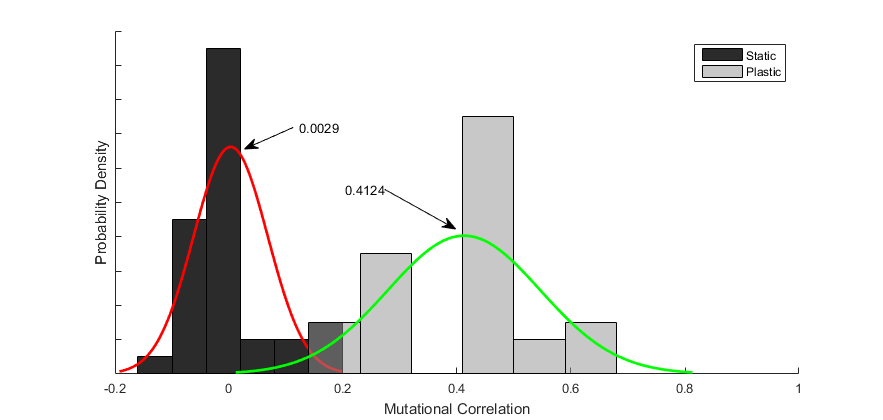 Static
Plastic
0.0029
0.4124
Probability Density
-0.2 0 0.2 0.4 0.6 0.8 1
Mutational Correlation